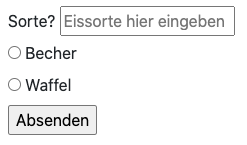 Sorte? Eissorte hier eingeben
Becher
Waffel
Absenden